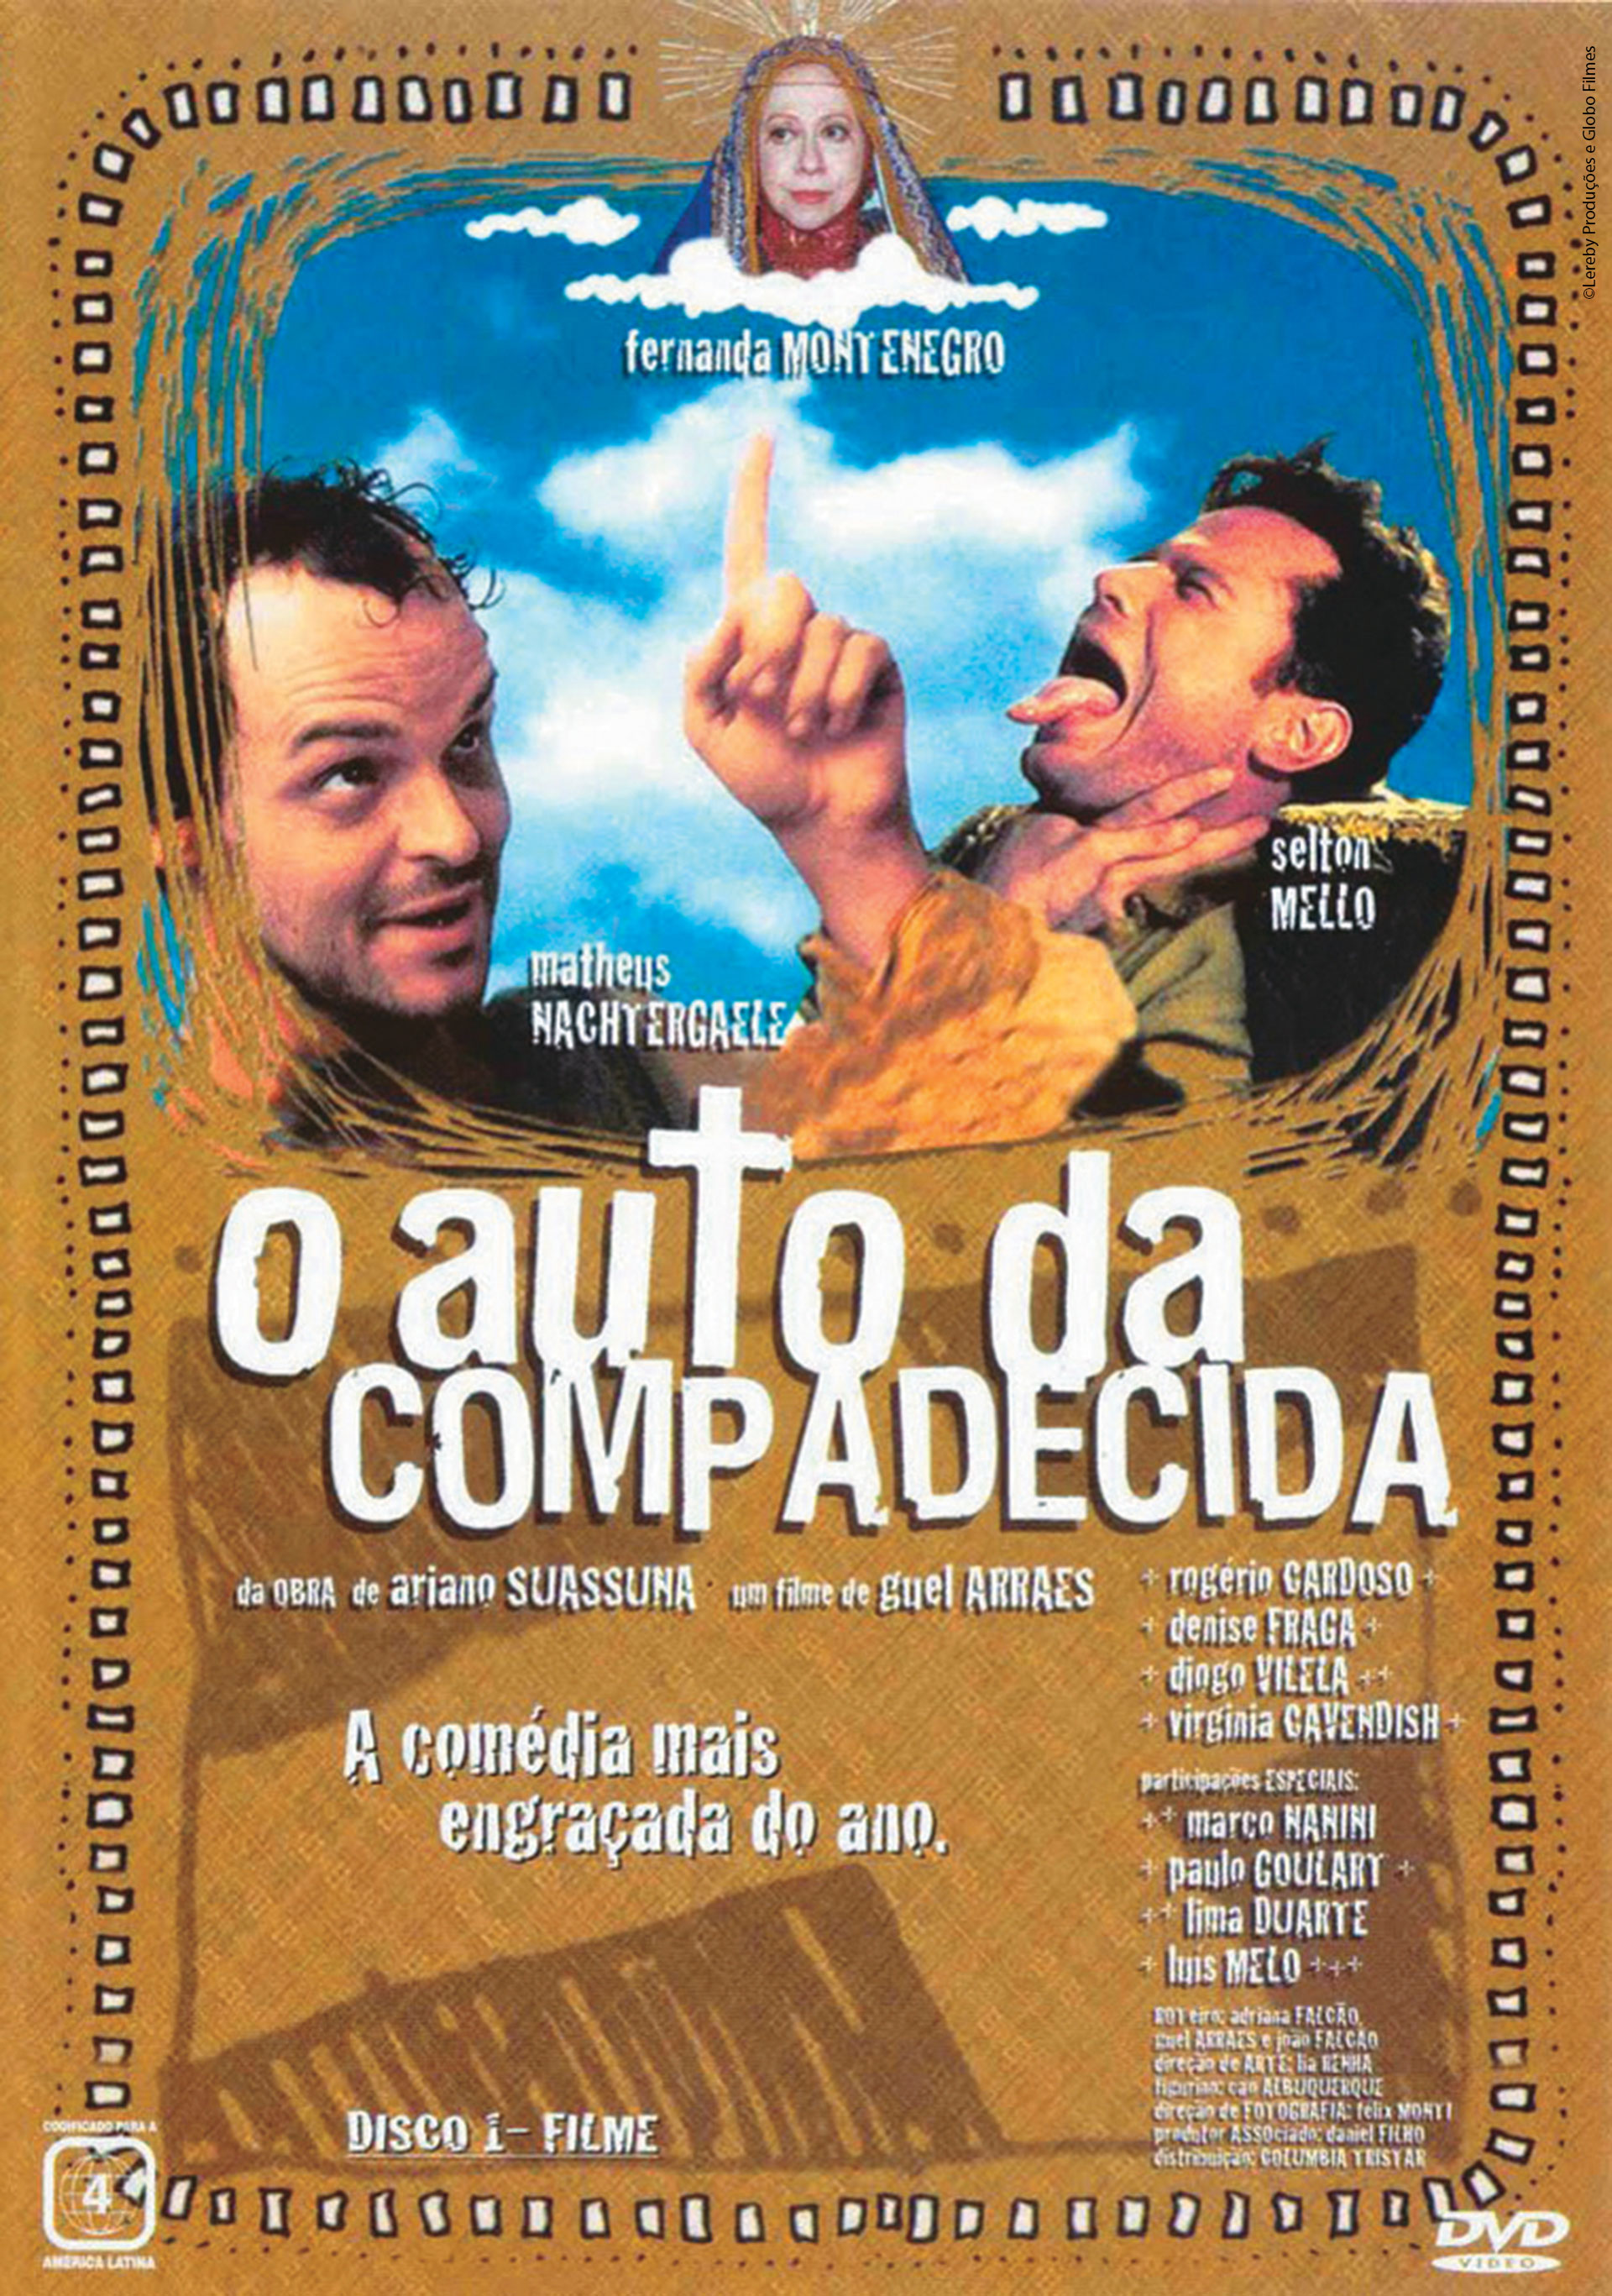 ©Lereby Produções e Globo Filmes
fernanda MONTENEGRO
selton
MELLO
matheus
NACHTERGAELE
o auto da
COMPADECIDA
da OBRA de ariano SUASSUNA
um filme de guel ARRAES
+ rogério CARDOSO +
+ denise FRAGA +
+ diogo VILELA ++
+ virginia CAVENDISH +
A comédia mais
engraçada do ano.
participações ESPECIAIS:
++ marco NANINI
+ paulo GOULART +
++ lima DUARTE
+ luis MELO +++
ROTeiro: adriana FALCÃO,
guel ARRAES e joão FALCÃO
direção de ARTE: lia RENHA
figurino: cao ALBUQUERQUE
direção de FOTOGRAFIA: felix MONTI
produtor ASSOciado: daniel FILHO
distribuição: COLUMBIA TRISTAR
DISCO 1- FILME
CODIFICADO PARA A
4
AMÉRICA LATINA
DVD
VIDEO